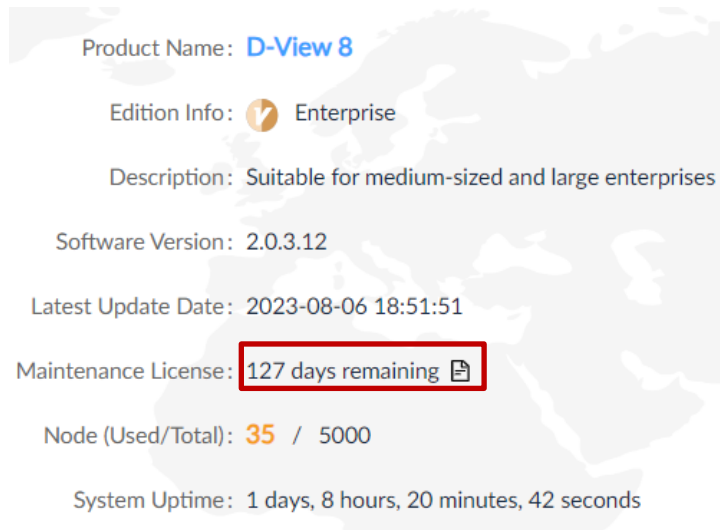 Product Name: D-View 8
Edition Info: Enterprise
Description: Suitable for medium-sized and large enterprises
Software Version: 2.0.3.12
Latest Update Date: 2023-08-06 18:51:51
Maintenance License: 127 days remaining
Node (Used/Total): 35 / 5000
System Uptime: 1 days, 8 hours, 20 minutes, 42 seconds